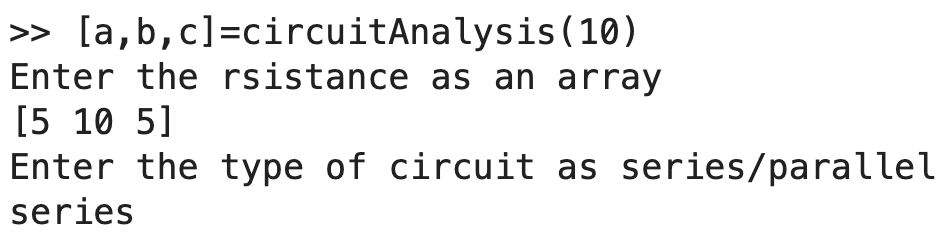 >> [a,b,c]=circuitAnalysis(10)
Enter the rsistance as an array
[5 10 5]
Enter the type of circuit as series/parallel
series